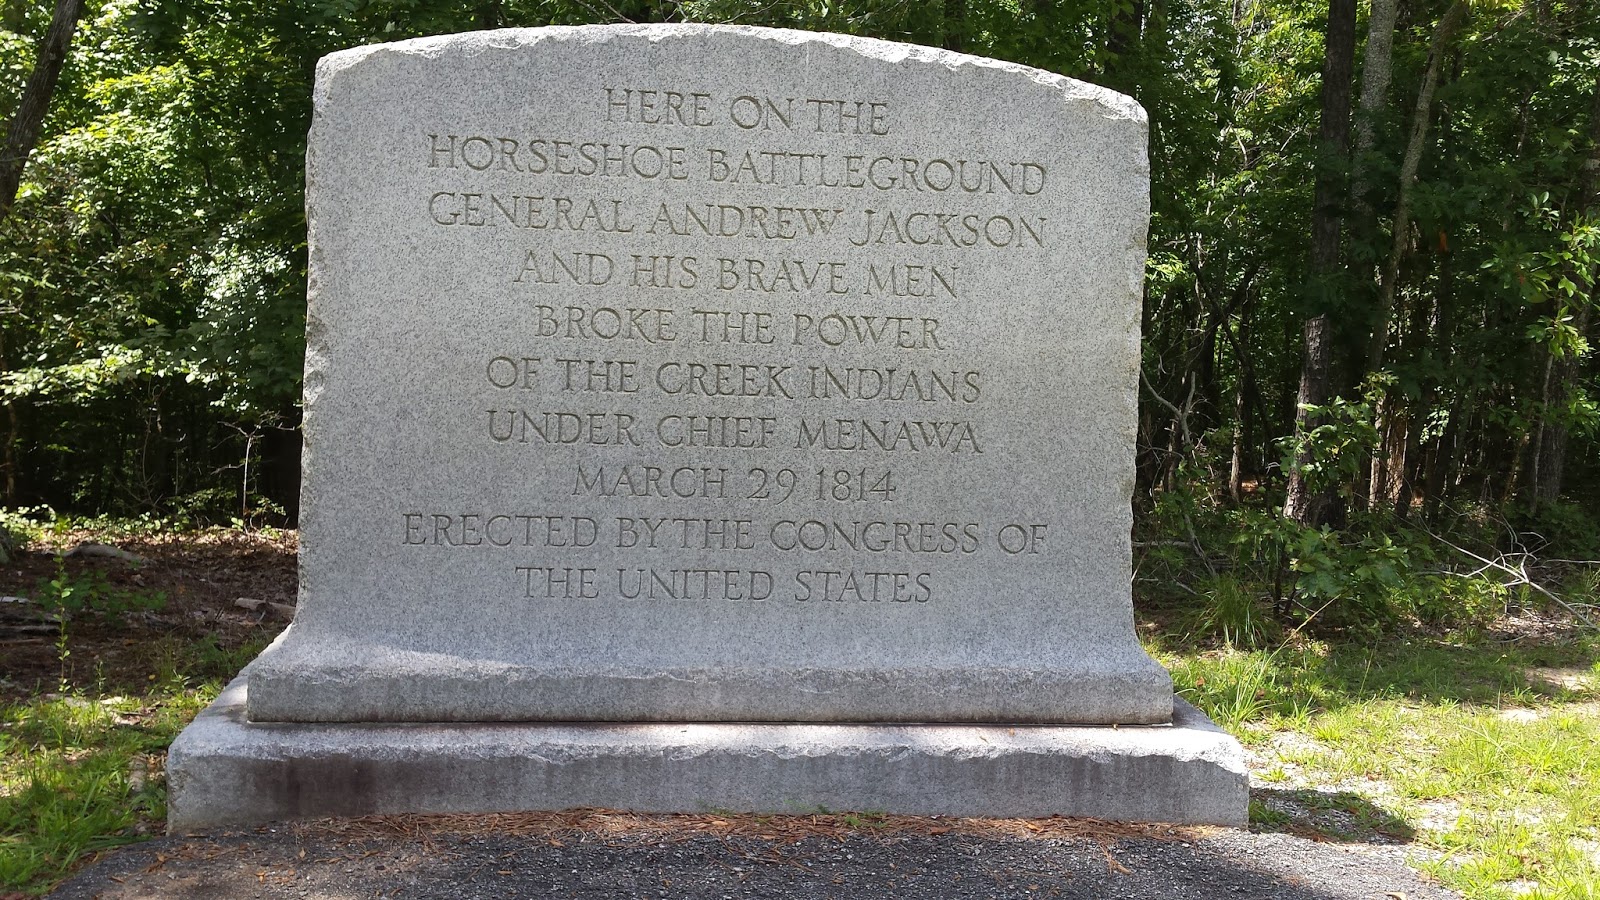 HERE ON THE
HORSESHOE BATTLEGROUND
GENERAL ANDREW JACKSON
AND HIS BRAVE MEN
BROKE THE POWER
OF THE CREEK INDIANS
UNDER CHIEF MENAWA
MARCH 29 1814
ERECTED BY THE CONGRESS OF
THE UNITED STATES